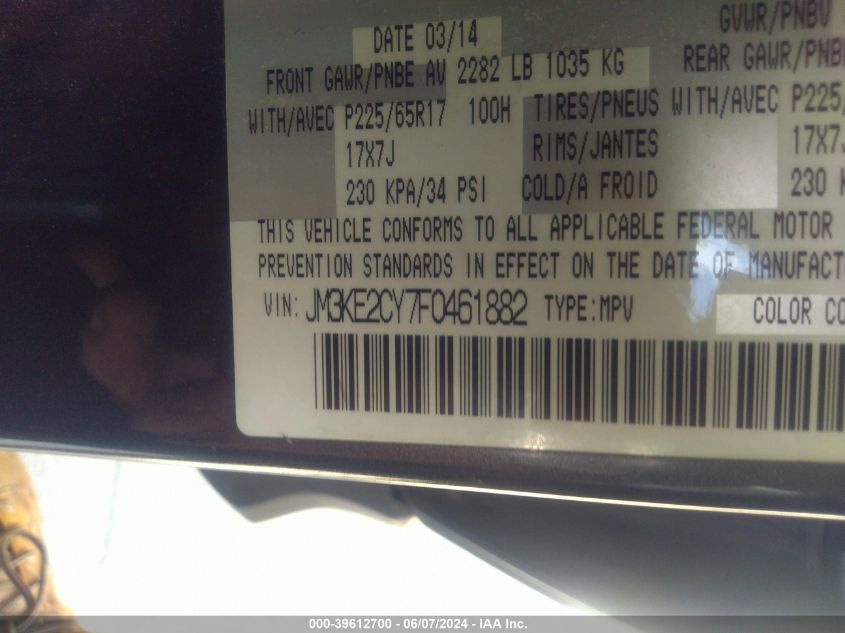 DATE 03/14
GVWR/PNBV
FRONT GAWR/PNBE AV 2282 LB 1035 KG REAR GAWR/PNB
WITH/AVEC P225/65R17 100H TIRES/PNEUS WITH/AVEC P225/
17X7J RIMS/JANTES 17X7J
230 KPA/34 PSI COLD/A FROID 230 K
THIS VEHICLE CONFORMS TO ALL APPLICABLE FEDERAL MOTOR
PREVENTION STANDARDS IN EFFECT ON THE DATE OF MANUFACT
VIN: JM3KE2CY7F0461882 TYPE:MPV COLOR CO
000-39612700 - 06/07/2024 - IAA Inc.